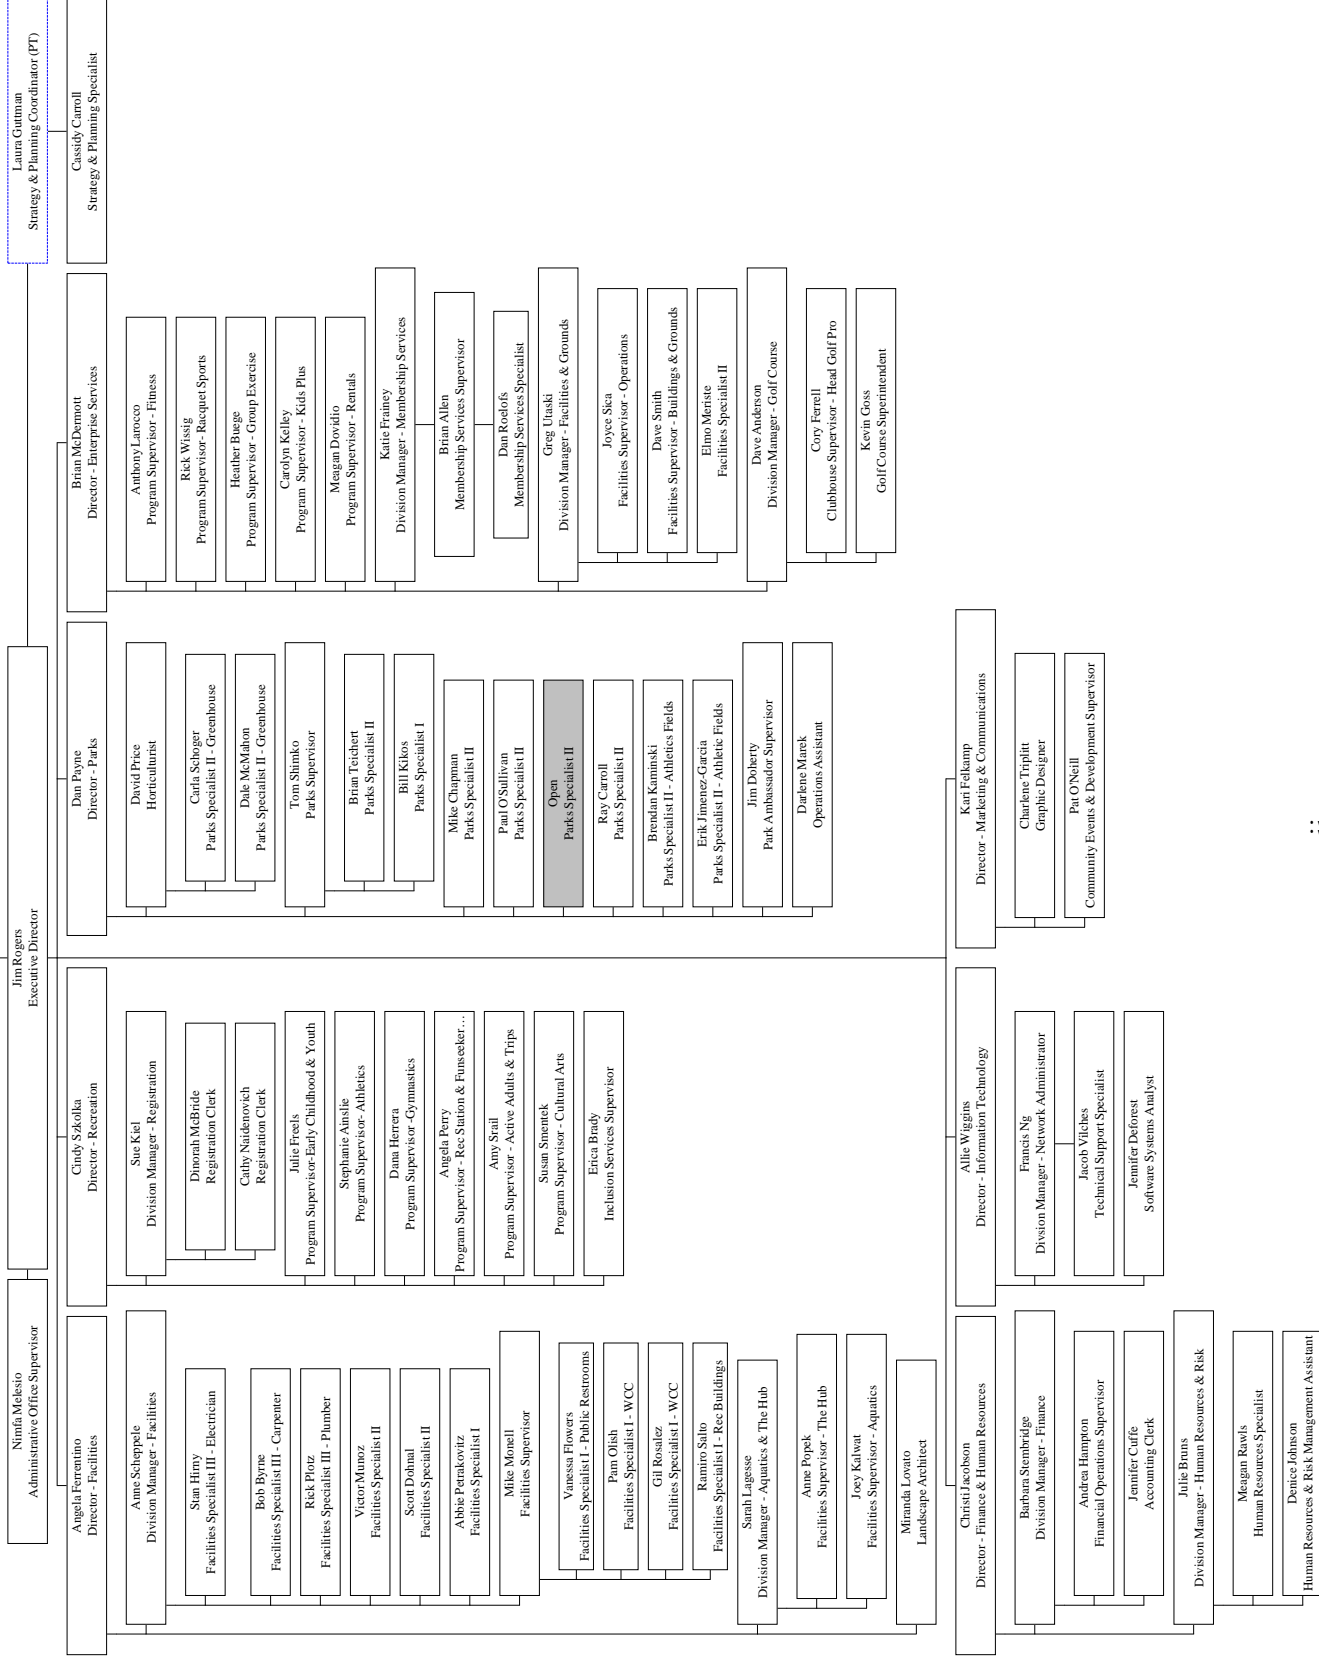 Nimfa Melesio
Administrative Office Supervisor
Jim Rogers
Executive Director
Laura Guttman
Strategy & Planning Coordinator (PT)
Cassidy Carroll
Strategy & Planning Specialist
Angela Ferrentino
Director - Facilities
Anne Scheppele
Division Manager - Facilities
Stan Hirny
Facilities Specialist III - Electrician
Bob Byrne
Facilities Specialist III - Carpenter
Rick Plotz
Facilities Specialist III - Plumber
Victor Munoz
Facilities Specialist II
Scott Dohnal
Facilities Specialist II
Abbie Petrakovitz
Facilities Specialist I
Mike Monell
Facilities Supervisor
Vanessa Flowers
Facilities Specialist I - Public Restrooms
Pam Olish
Facilities Specialist I - WCC
Gil Rosalez
Facilities Specialist I - WCC
Ramiro Salto
Facilities Specialist I - Rec Buildings
Sarah Lagesse
Division Manager - Aquatics & The Hub
Anne Popek
Facilities Supervisor - The Hub
Joey Kalwat
Facilities Supervisor - Aquatics
Miranda Lovato
Landscape Architect
Cindy Szkolka
Director - Recreation
Sue Kiel
Division Manager - Registration
Dinorah McBride
Registration Clerk
Cathy Naidenovich
Registration Clerk
Julie Freels
Program Supervisor-Early Childhood & Youth
Stephanie Ainslie
Program Supervisor- Athletics
Dana Herrera
Program Supervisor -Gymnastics
Angela Perry
Program Supervisor - Rec Station & Funseeker…
Amy Srail
Program Supervisor - Active Adults & Trips
Susan Smentek
Program Supervisor - Cultural Arts
Erica Brady
Inclusion Services Supervisor
Dan Payne
Director - Parks
David Price
Horticulturist
Carla Schoger
Parks Specialist II - Greenhouse
Dale McMahon
Parks Specialist II - Greenhouse
Tom Shimko
Parks Supervisor
Brian Teichert
Parks Specialist II
Bill Kikos
Parks Specialist I
Mike Chapman
Parks Specialist II
Paul O'Sullivan
Parks Specialist II
Open
Parks Specialist II
Ray Carroll
Parks Specialist II
Brendan Kaminski
Parks Specialist II - Athletics Fields
Erik Jimenez-Garcia
Parks Specialist II - Athletic Fields
Jim Doherty
Park Ambassador Supervisor
Darlene Marek
Operations Assistant
Brian McDermott
Director - Enterprise Services
Anthony Larocco
Program Supervisor - Fitness
Rick Wissig
Program Supervisor- Racquet Sports
Heather Buege
Program Supervisor - Group Exercise
Carolyn Kelley
Program Supervisor - Kids Plus
Meagan Dovidio
Program Supervisor - Rentals
Katie Frainey
Division Manager - Membership Services
Brian Allen
Membership Services Supervisor
Dan Roelofs
Membership Services Specialist
Greg Utaski
Division Manager - Facilities & Grounds
Joyce Sica
Facilities Supervisor - Operations
Dave Smith
Facilities Supervisor - Buildings & Grounds
Elmo Meriste
Facilities Specialist II
Dave Anderson
Division Manager - Golf Course
Cory Ferrell
Clubhouse Supervisor - Head Golf Pro
Kevin Goss
Golf Course Superintendent
Christi Jacobson
Director - Finance & Human Resources
Barbara Stembridge
Division Manager - Finance
Andrea Hampton
Financial Operations Supervisor
Jennifer Cuffe
Accounting Clerk
Julie Bruns
Division Manager - Human Resources & Risk
Meagan Rawls
Human Resources Specialist
Denice Johnson
Human Resources & Risk Management Assistant
Allie Wiggins
Director - Information Technology
Francis Ng
Divsion Manager - Network Administrator
Jacob Vilches
Technical Support Specialist
Jennifer Deforest
Software Systems Analyst
Kari Felkamp
Director - Marketing & Communications
Charlene Triplitt
Graphic Designer
Pat O'Neill
Community Events & Development Supervisor